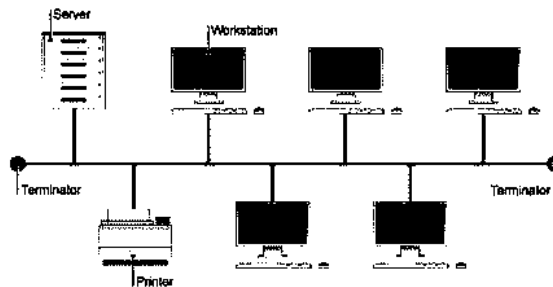 Server
Workstation
Terminator
Terminator
Printer